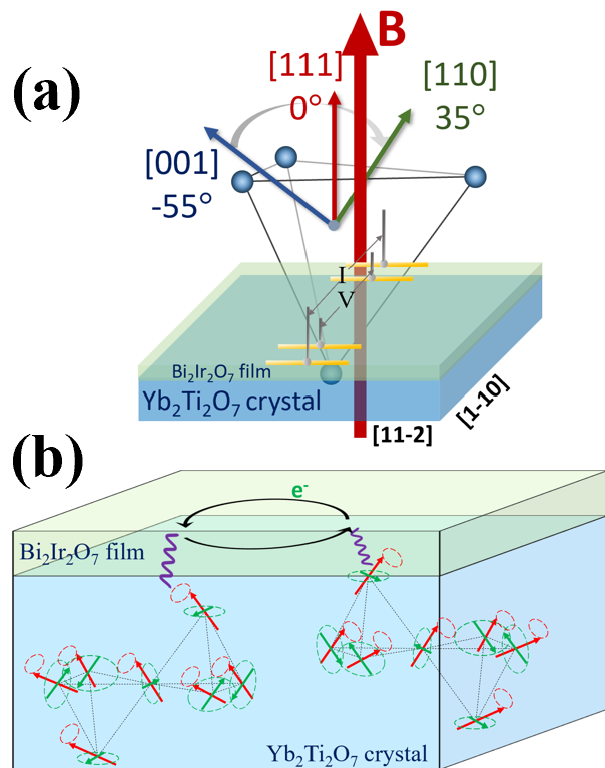 (a)
B
[111]
0°
[110]
35°
[001]
-55°
I
V
Bi₂Ir₂O₇ film
Yb₂Ti₂O₇ crystal
[1-10]
[11-2]
(b)
e⁻
Bi₂Ir₂O₇ film
Yb₂Ti₂O₇ crystal